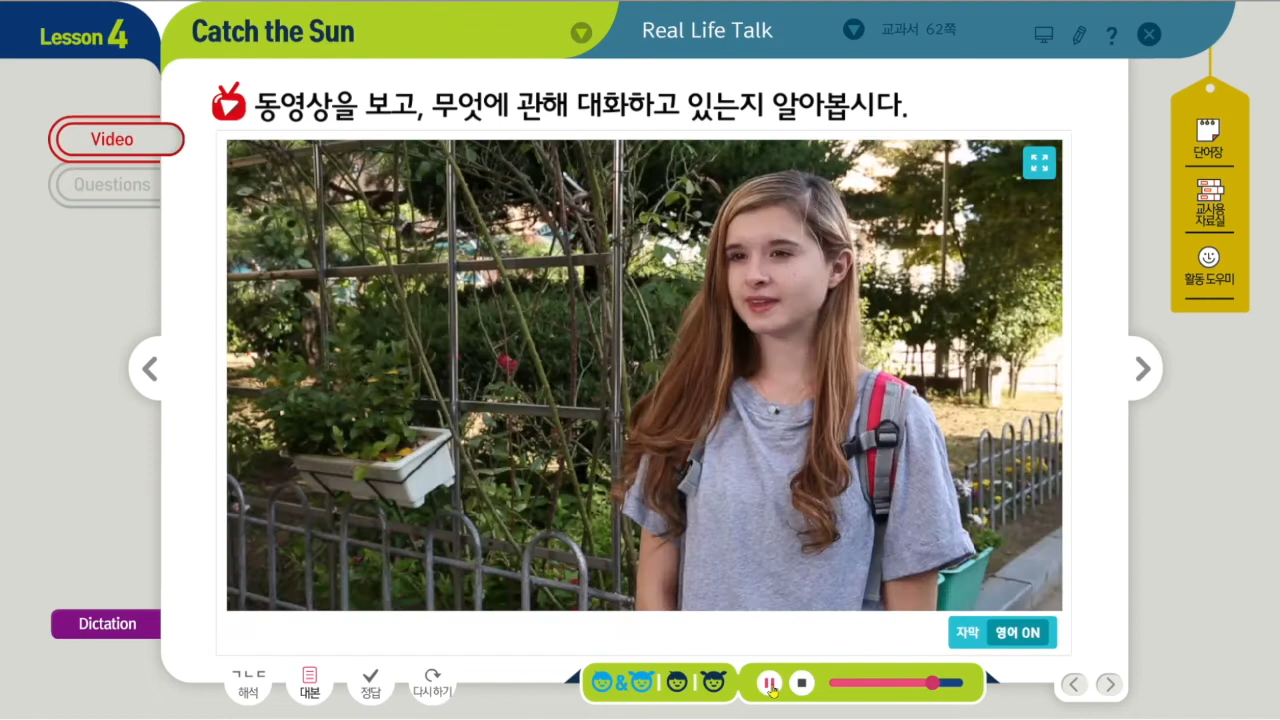 Lesson 4
Catch the Sun
Real Life Talk
교과서 62쪽
?
동영상을 보고, 무엇에 관해 대화하고 있는지 알아봅시다.
Video
Questions
Dictation
단어장
교사용
자료실
활동 도우미
자막 영어 ON
ㄱㄴㄷ
해석
대본
정답
다시하기
&